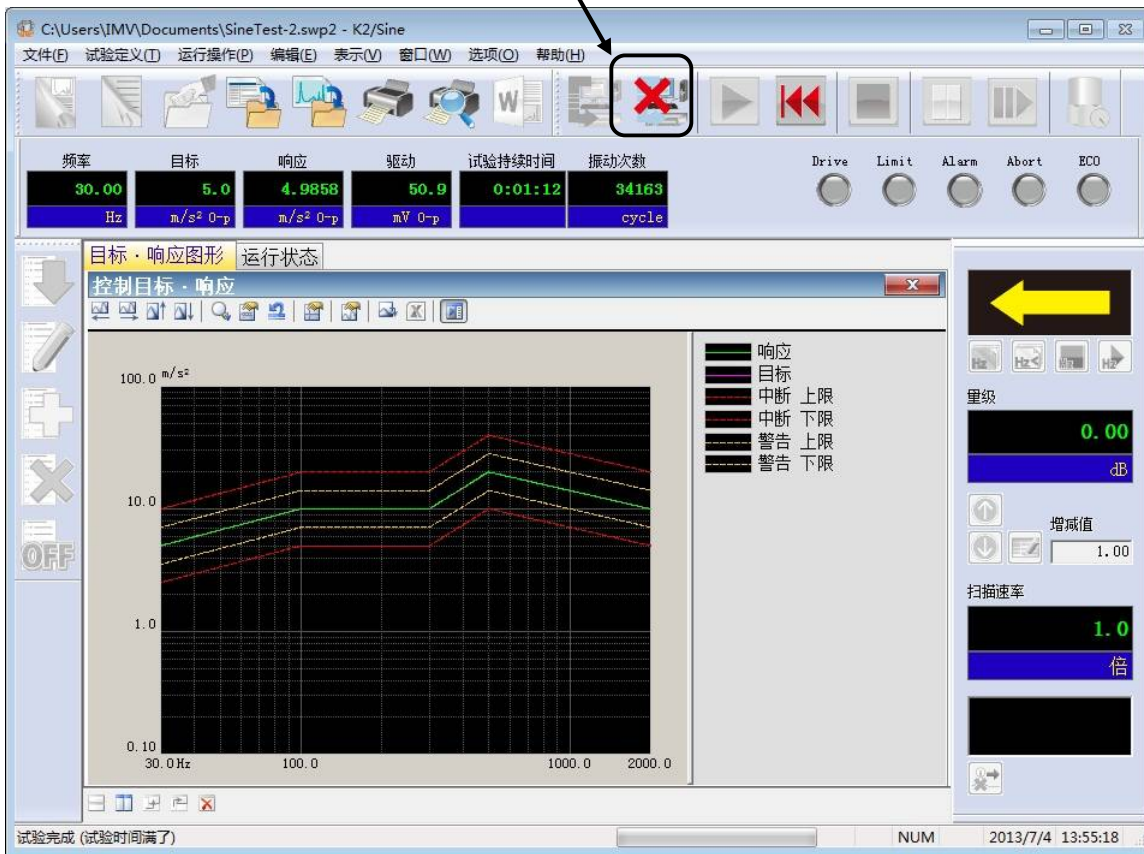 C:\Users\IMV\Documents\SineTest-2.swp2 - K2/Sine
文件(F) 试验定义(T) 运行操作(P) 编辑(E) 表示(V) 窗口(W) 选项(O) 帮助(H)
W
频率 目标 响应 驱动 试验持续时间 振动次数 Drive Limit Alarm Abort ECO
30.00 5.0 4.9858 50.9 0:01:12 34163
Hz m/s² 0-p m/s² 0-p mV 0-p cycle
目标・响应图形 运行状态
控制目标・响应
OFF
100.0 m/s²
10.0
1.0
0.10
30.0Hz 100.0 1000.0 2000.0
响应
目标
中断 上限
中断 下限
警告 上限
警告 下限
量级
0.00
dB
增减值
1.00
扫描速率
1.0
倍
试验完成 (试验时间满了) NUM 2013/7/4 13:55:18